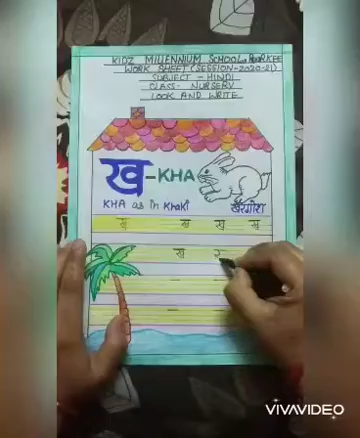 KIDZ MILLENNIUM SCHOOL, ROORKEE
WORK SHEET (SESSION-2020-21)
SUBJECT - HINDI
CLASS- NURSERY
LOOK AND WRITE
ख-KHA
KHA as in Khaki खरगोश
ख ख ख ख
ख
VIVAVIDEO